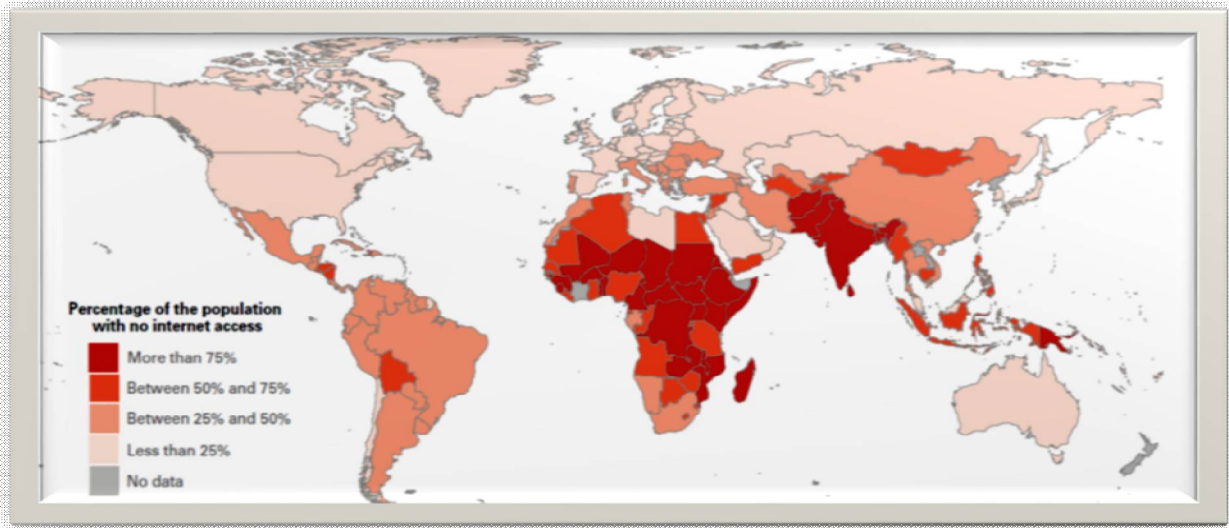 Percentage of the population
with no internet access
More than 75%
Between 50% and 75%
Between 25% and 50%
Less than 25%
No data